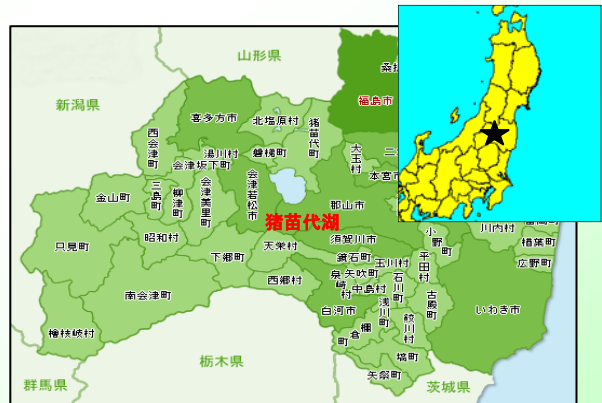 山形県
新潟県
福島市
喜多方市
北塩原村
猪苗代町
西会津町
湯川村
磐梯町
大玉村
会津坂下町
本宮市
金山町
三島町
柳津町
会津美里町
会津若松市
郡山市
猪苗代湖
只見町
昭和村
下郷町
天栄村
須賀川市
小野町
川内村
楢葉町
広野町
鏡石町
玉川村
平田村
南会津町
西郷村
泉崎村
矢吹町
中島村
石川町
古殿町
いわき市
白河市
浅川町
鮫川村
棚倉町
檜枝岐村
塙町
矢祭町
栃木県
群馬県
茨城県